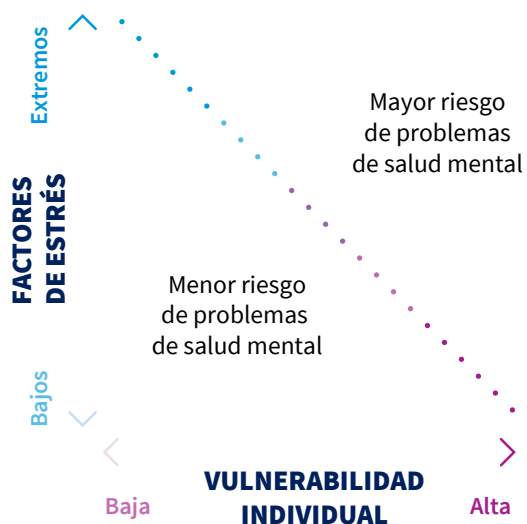 Extremos
FACTORES
DE ESTRÉS
Bajos
Mayor riesgo
de problemas
de salud mental
Menor riesgo
de problemas
de salud mental
Baja
VULNERABILIDAD
INDIVIDUAL
Alta